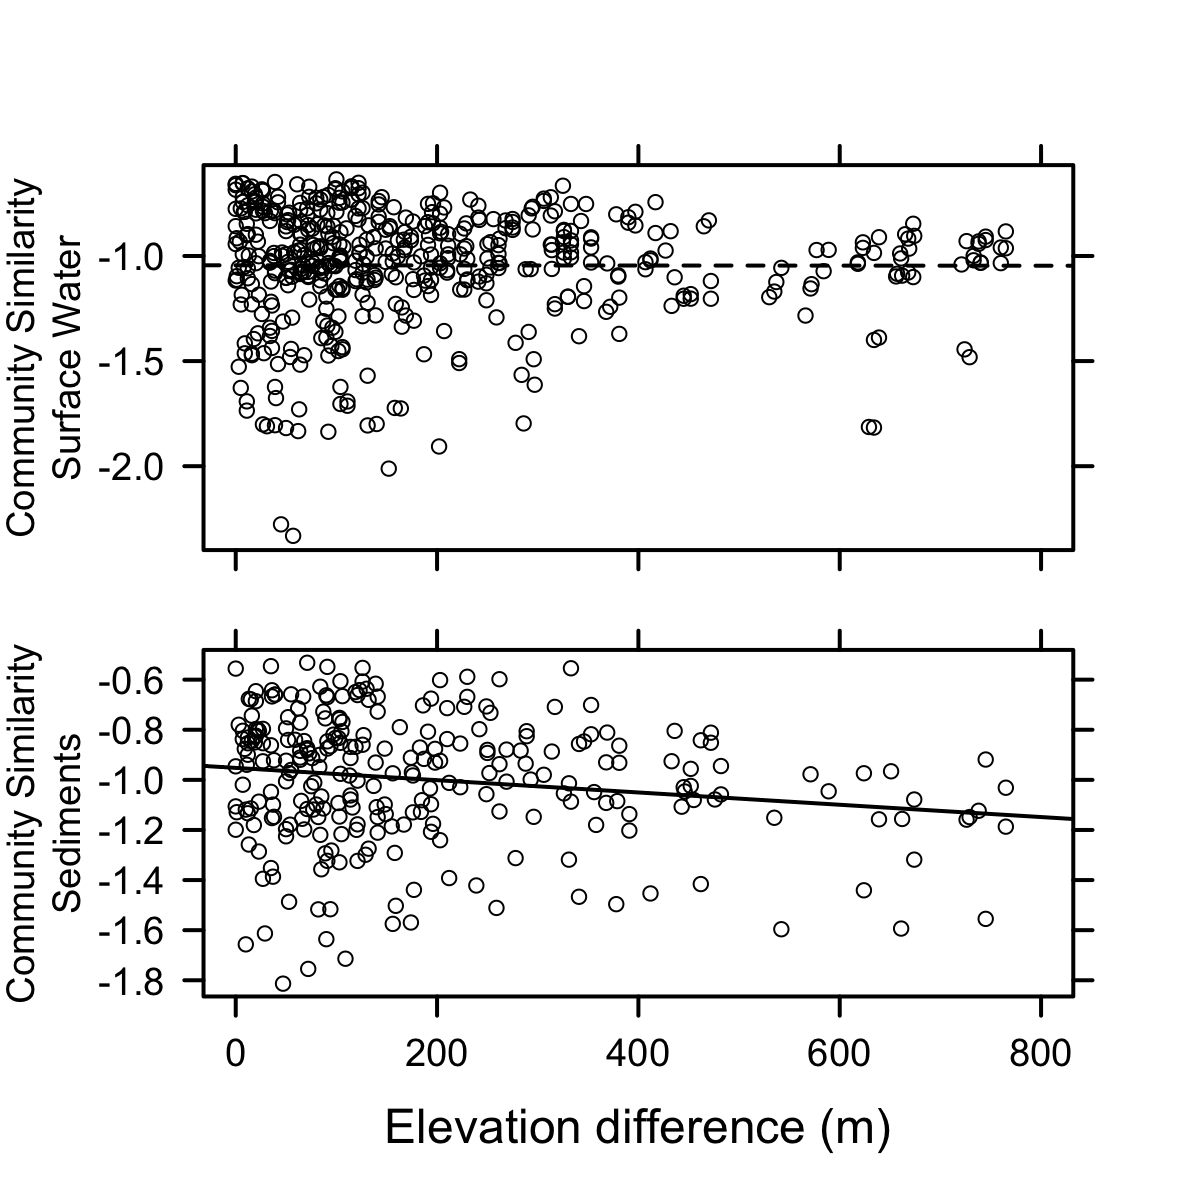 Community Similarity
Surface Water
-1.0
-1.5
-2.0
Community Similarity
Sediments
-0.6
-0.8
-1.0
-1.2
-1.4
-1.6
-1.8
0 200 400 600 800
Elevation difference (m)